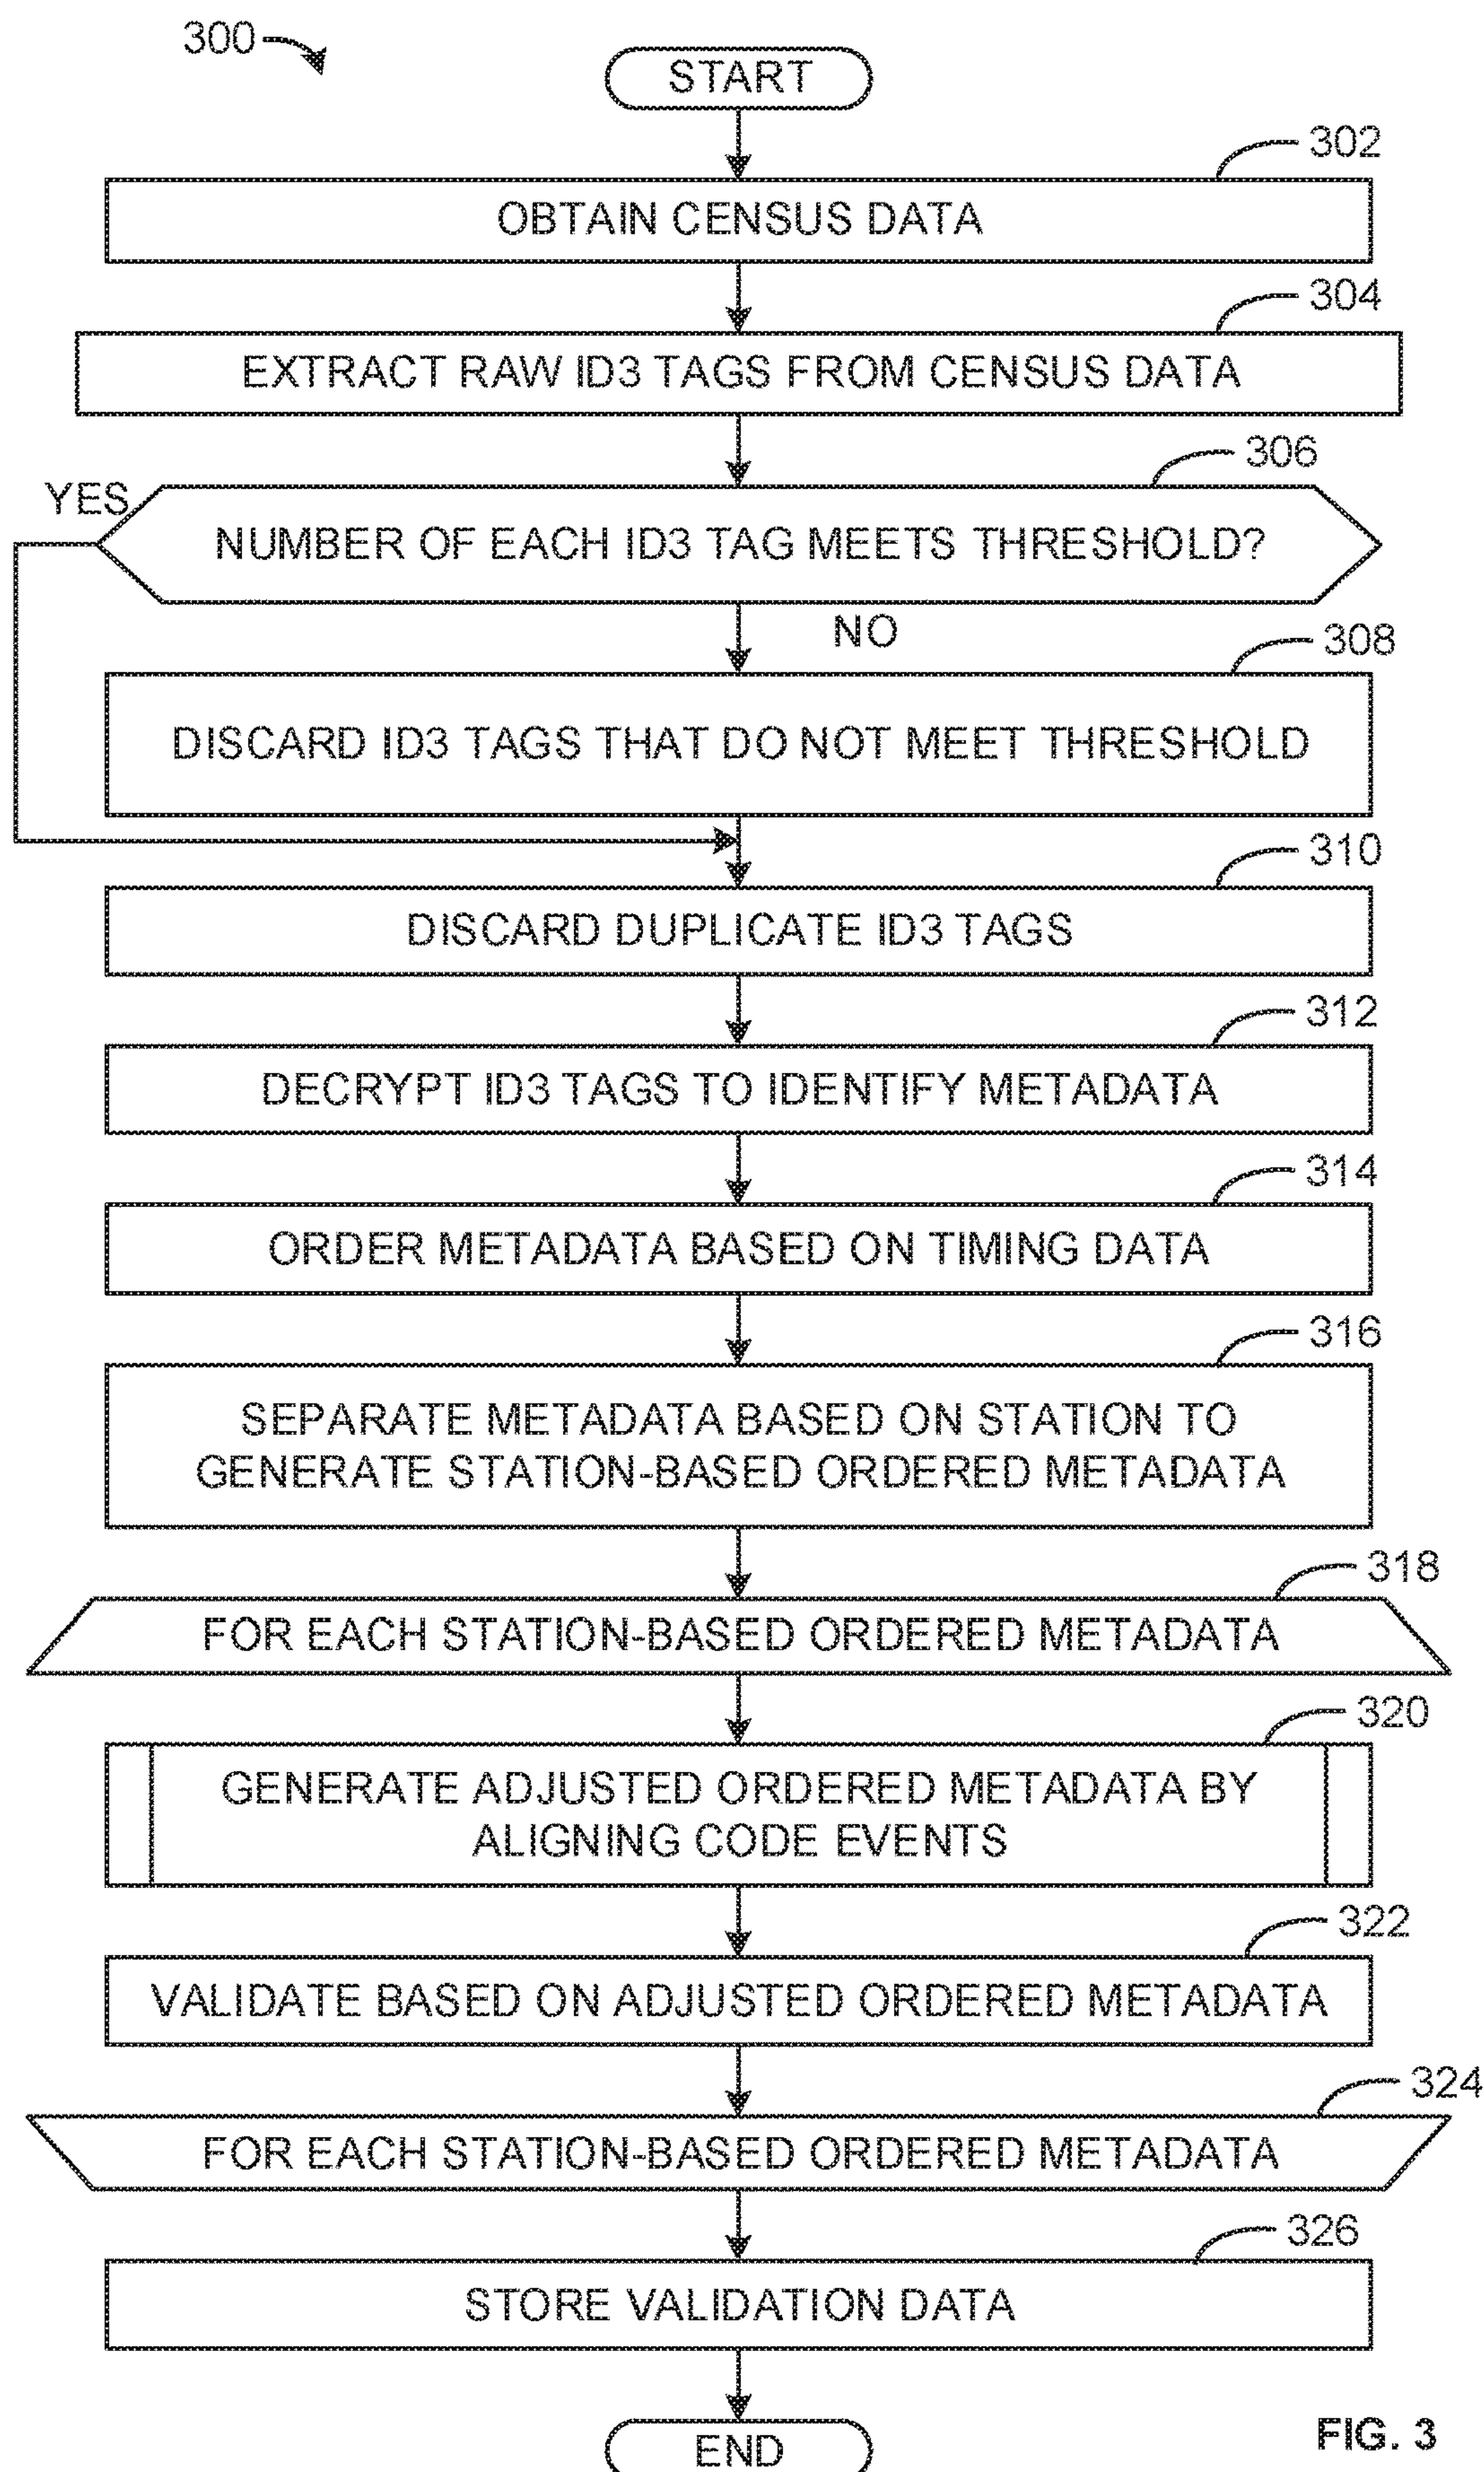 300
START
302
OBTAIN CENSUS DATA
304
EXTRACT RAW ID3 TAGS FROM CENSUS DATA
306
YES
NUMBER OF EACH ID3 TAG MEETS THRESHOLD?
NO
308
DISCARD ID3 TAGS THAT DO NOT MEET THRESHOLD
310
DISCARD DUPLICATE ID3 TAGS
312
DECRYPT ID3 TAGS TO IDENTIFY METADATA
314
ORDER METADATA BASED ON TIMING DATA
316
SEPARATE METADATA BASED ON STATION TO
GENERATE STATION-BASED ORDERED METADATA
318
FOR EACH STATION-BASED ORDERED METADATA
320
GENERATE ADJUSTED ORDERED METADATA BY
ALIGNING CODE EVENTS
322
VALIDATE BASED ON ADJUSTED ORDERED METADATA
324
FOR EACH STATION-BASED ORDERED METADATA
326
STORE VALIDATION DATA
END
FIG. 3